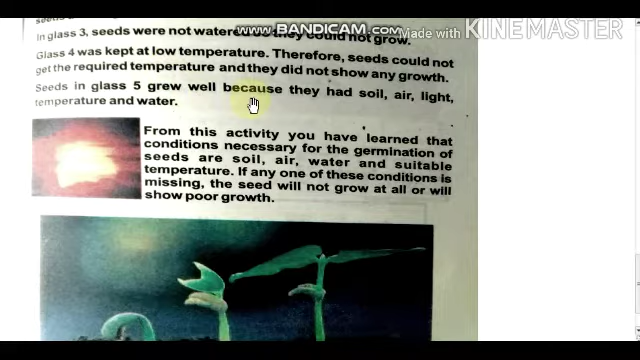 WWW.BANDICAM.COM
Made with KINEMASTER
In glass 3, seeds were not watered could not grow.
Glass 4 was kept at low temperature. Therefore, seeds could not
get the required temperature and they did not show any growth.
Seeds in glass 5 grew well because they had soil, air, light,
temperature and water.
From this activity you have learned that
conditions necessary for the germination of
seeds are soil, air, water and suitable
temperature. If any one of these conditions is
missing, the seed will not grow at all or will
show poor growth.